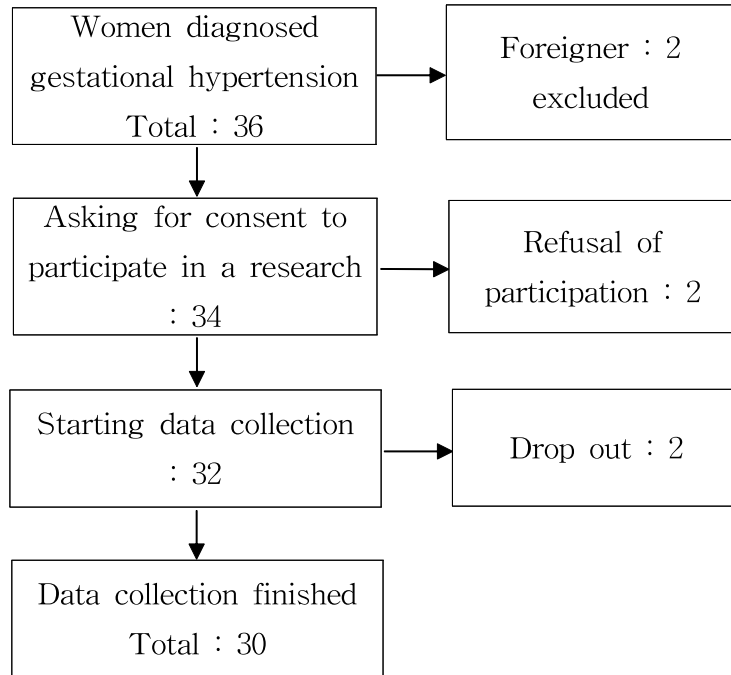 Women diagnosed
gestational hypertension
Total : 36
Foreigner : 2
excluded
Asking for consent to
participate in a research
: 34
Refusal of
participation : 2
Starting data collection
: 32
Drop out : 2
Data collection finished
Total : 30